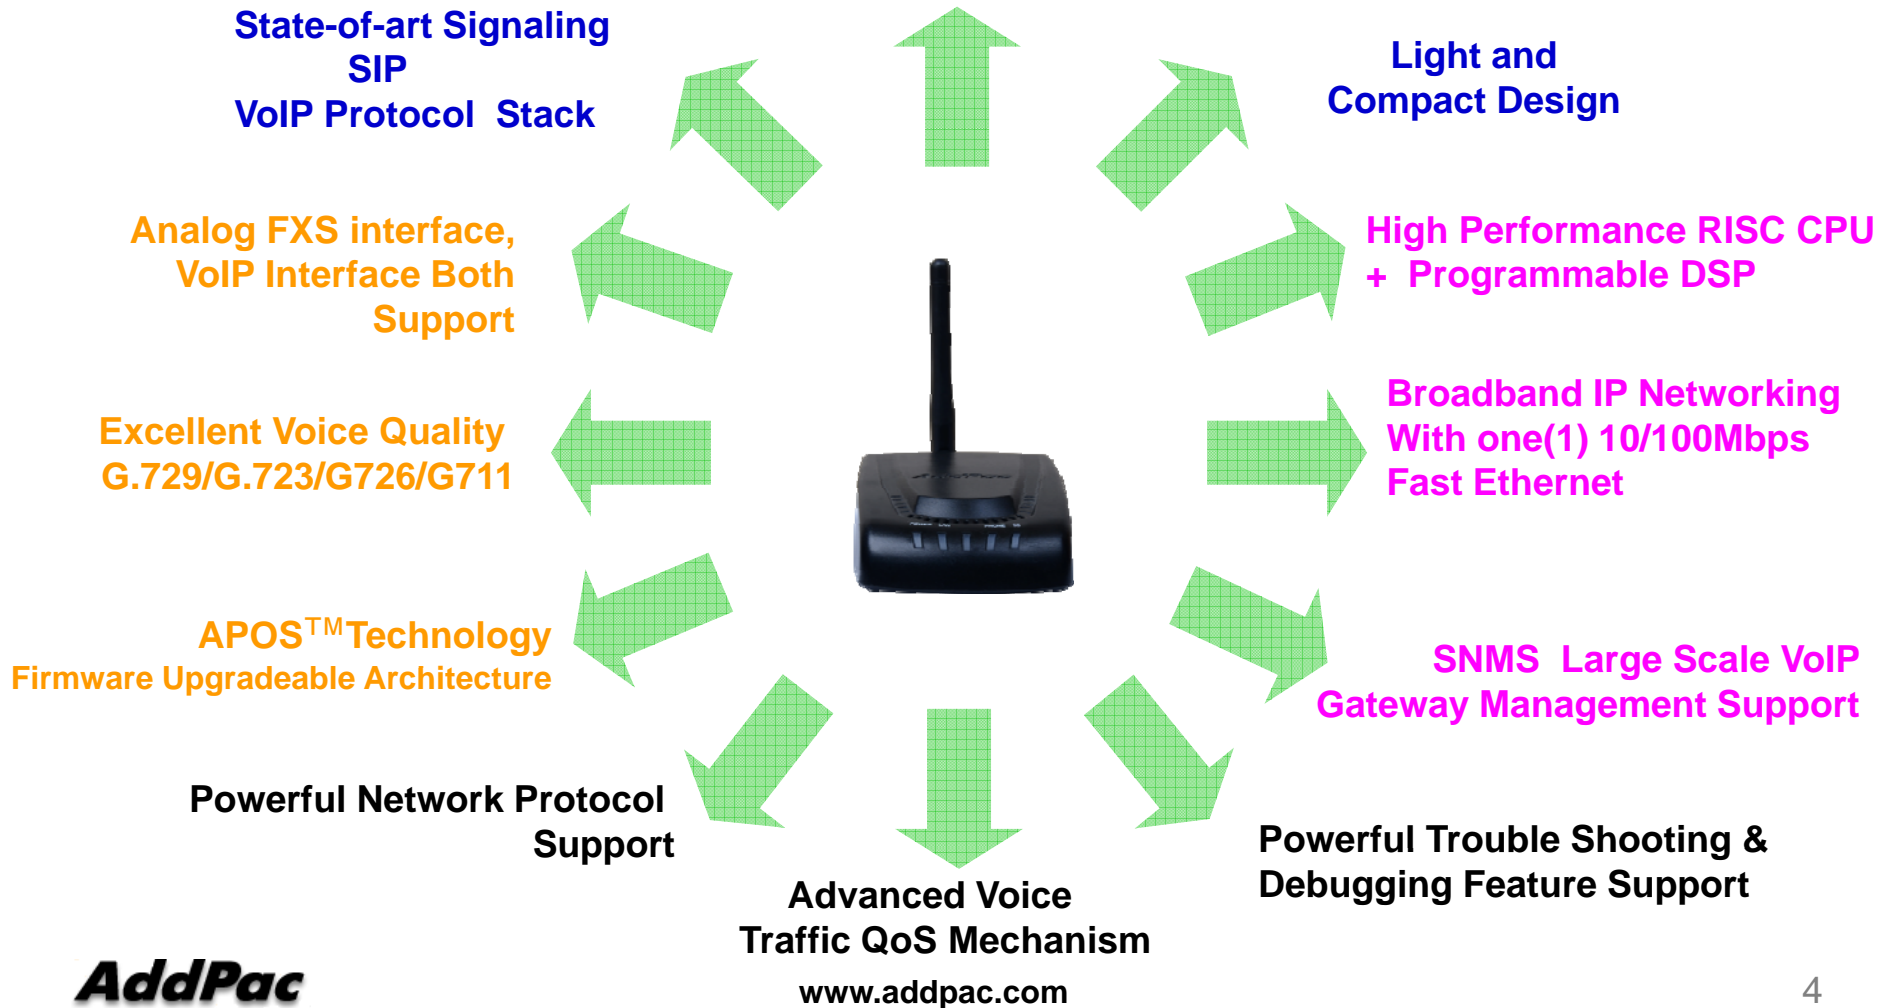 State-of-art Signaling
SIP
VoIP Protocol Stack
Light and
Compact Design
Analog FXS interface,
VoIP Interface Both
Support
High Performance RISC CPU
+ Programmable DSP
Excellent Voice Quality
G.729/G.723/G726/G711
Broadband IP Networking
With one(1) 10/100Mbps
Fast Ethernet
APOS™Technology
Firmware Upgradeable Architecture
SNMS Large Scale VoIP
Gateway Management Support
Powerful Network Protocol
Support
Advanced Voice
Traffic QoS Mechanism
Powerful Trouble Shooting &
Debugging Feature Support
AddPac
AddPac
www.addpac.com
4